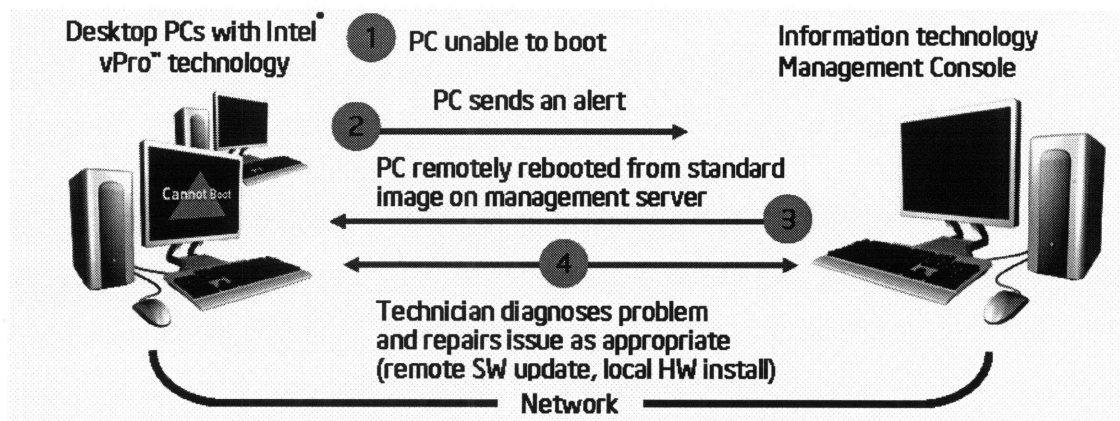 Desktop PCs with Intel®
vPro™ technology
1 PC unable to boot
Information technology
Management Console
2
PC sends an alert
PC remotely rebooted from standard
image on management server
3
Cannot Boot
4
Technician diagnoses problem
and repairs issue as appropriate
(remote SW update, local HW install)
Network